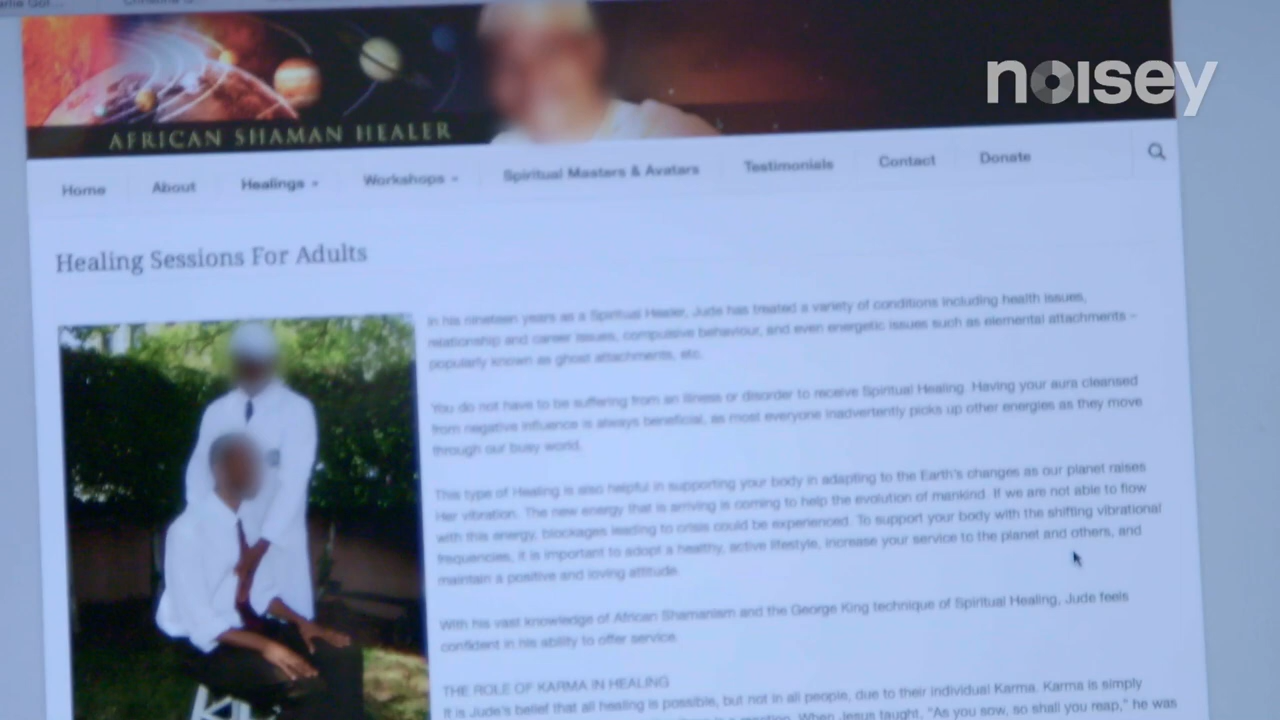 noisey
AFRICAN SHAMAN HEALER
Home About Healings Workshops Spiritual Masters & Avatars Testimonials Contact Donate
Healing Sessions For Adults
In his nineteen years as a Spiritual Healer, Jude has treated a variety of conditions including health issues,
relationship and career issues, compulsive behaviour, and even energetic issues such as elemental attachments –
popularly known as ghost attachments, etc.
You do not have to be suffering from an illness or disorder to receive Spiritual Healing. Having your aura cleansed
from negative influence is always beneficial, as most everyone inadvertently picks up other energies as they move
through our busy world.
This type of Healing is also helpful in supporting your body in adapting to the Earth's changes as our planet raises
Her vibration. The new energy that is arriving is coming to help the evolution of mankind. If we are not able to flow
with this energy, blockages leading to crisis could be experienced. To support your body with the shifting vibrational
frequencies, it is important to adopt a healthy, active lifestyle, increase your service to the planet and others, and
maintain a positive and loving attitude.
With his vast knowledge of African Shamanism and the George King technique of Spiritual Healing, Jude feels
confident in his ability to offer service.
THE ROLE OF KARMA IN HEALING
It is Jude's belief that all healing is possible, but not in all people, due to their individual Karma. Karma is simply
When Jesus taught, "As you sow, so shall you reap," he was